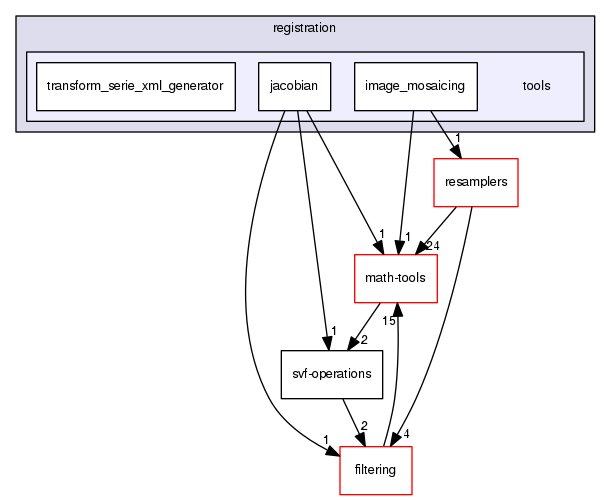 registration
transform_serie_xml_generator
jacobian
image_mosaicing
tools
1
resamplers
1
1
24
math-tools
15
1
2
svf-operations
1
2
4
filtering